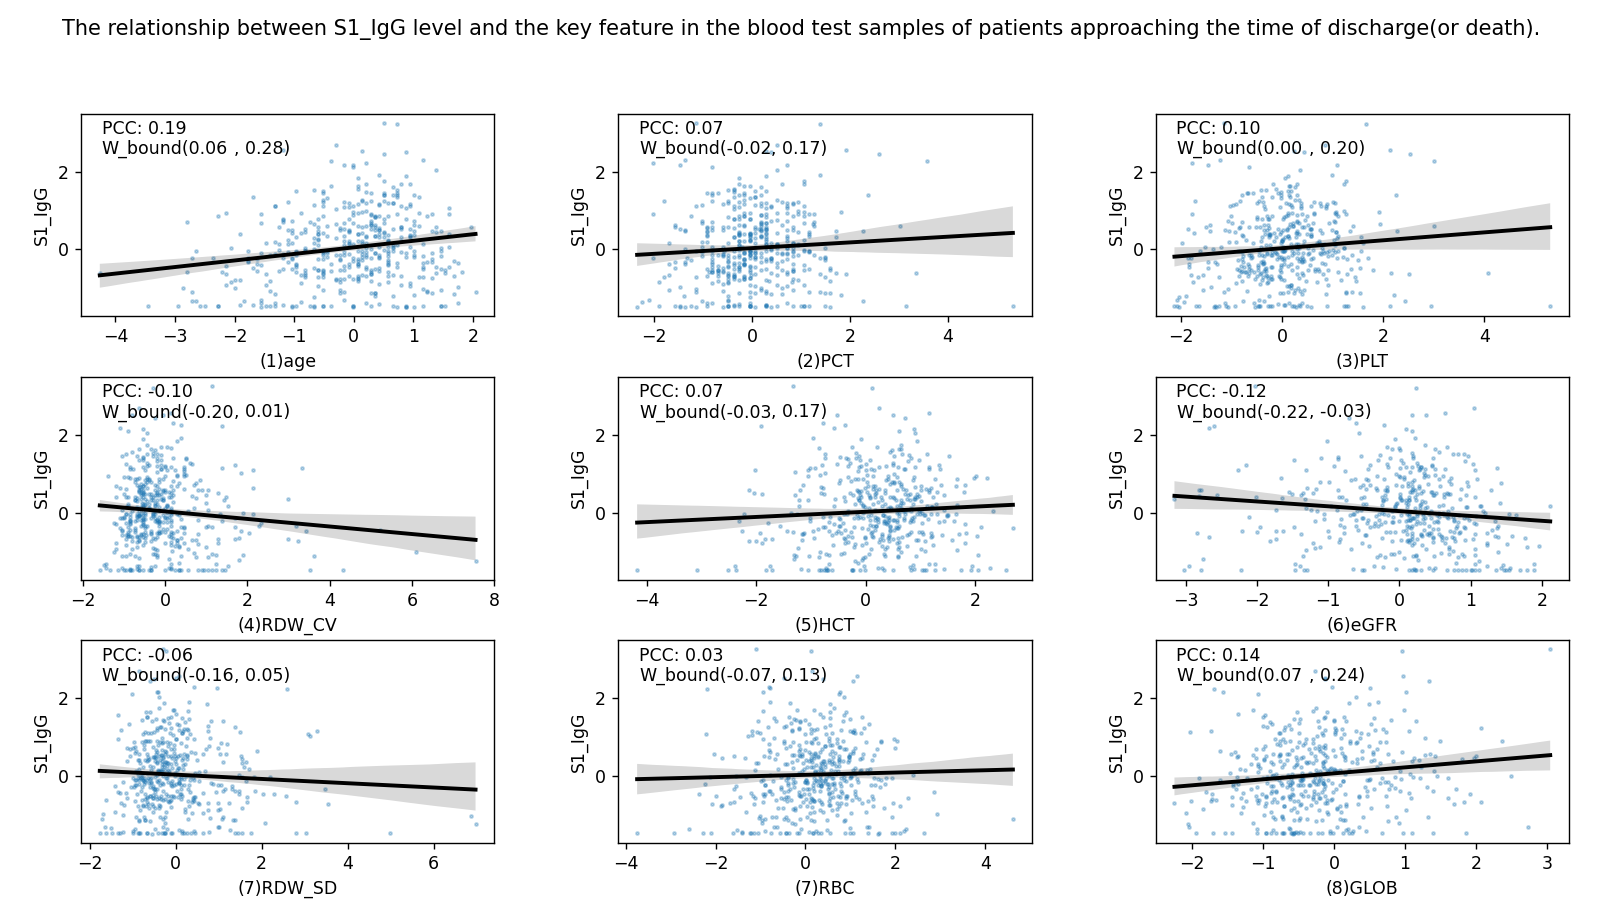 The relationship between S1_IgG level and the key feature in the blood test samples of patients approaching the time of discharge(or death).
PCC: 0.19
W_bound(0.06 , 0.28)
S1_IgG
2
0
−4 −3 −2 −1 0 1 2
(1)age
PCC: 0.07
W_bound(-0.02, 0.17)
S1_IgG
2
0
−2 0 2 4
(2)PCT
PCC: 0.10
W_bound(0.00 , 0.20)
S1_IgG
2
0
−2 0 2 4
(3)PLT
PCC: -0.10
W_bound(-0.20, 0.01)
S1_IgG
2
0
−2 0 2 4 6 8
(4)RDW_CV
PCC: 0.07
W_bound(-0.03, 0.17)
S1_IgG
2
0
−4 −2 0 2
(5)HCT
PCC: -0.12
W_bound(-0.22, -0.03)
S1_IgG
2
0
−3 −2 −1 0 1 2
(6)eGFR
PCC: -0.06
W_bound(-0.16, 0.05)
S1_IgG
2
0
−2 0 2 4 6
(7)RDW_SD
PCC: 0.03
W_bound(-0.07, 0.13)
S1_IgG
2
0
−4 −2 0 2 4
(7)RBC
PCC: 0.14
W_bound(0.07 , 0.24)
S1_IgG
2
0
−2 −1 0 1 2 3
(8)GLOB